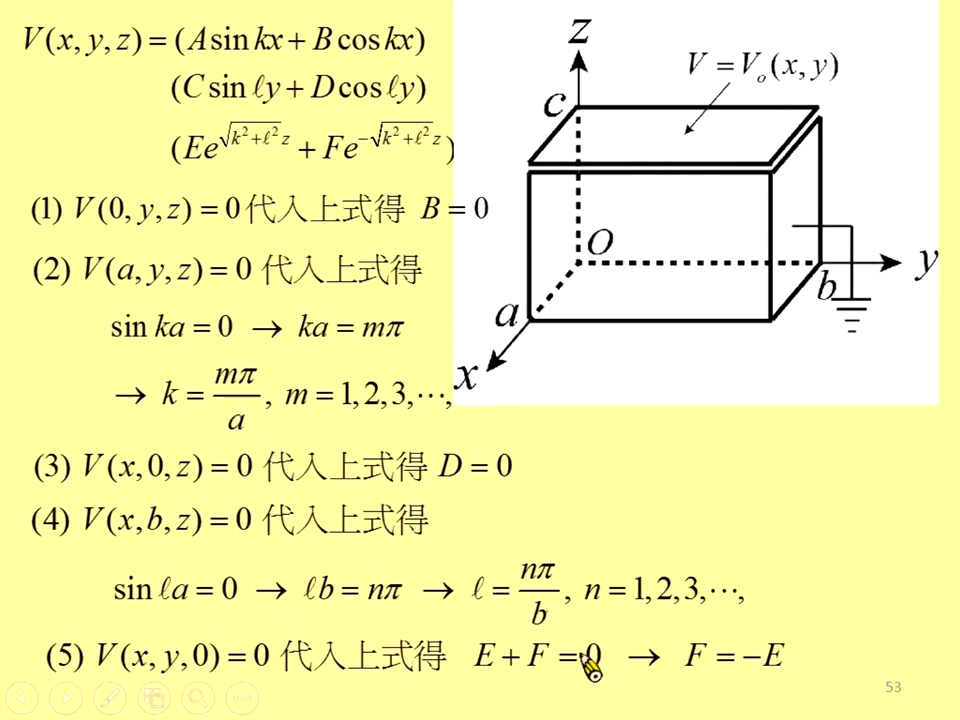 V(x, y, z) = (A sin kx + B cos kx)
(C sin ℓy + D cos ℓy)
(Ee^{√(k²+ℓ²) z} + Fe^{−√(k²+ℓ²) z})
(1) V(0, y, z) = 0 代入上式得 B = 0
(2) V(a, y, z) = 0 代入上式得
sin ka = 0 → ka = mπ
→ k = mπ/a, m = 1, 2, 3, ⋯,
(3) V(x, 0, z) = 0 代入上式得 D = 0
(4) V(x, b, z) = 0 代入上式得
sin ℓa = 0 → ℓb = nπ → ℓ = nπ/b, n = 1, 2, 3, ⋯,
(5) V(x, y, 0) = 0 代入上式得 E + F = 0 → F = −E
z
V = V_o(x, y)
c
O
y
b
a
x
53